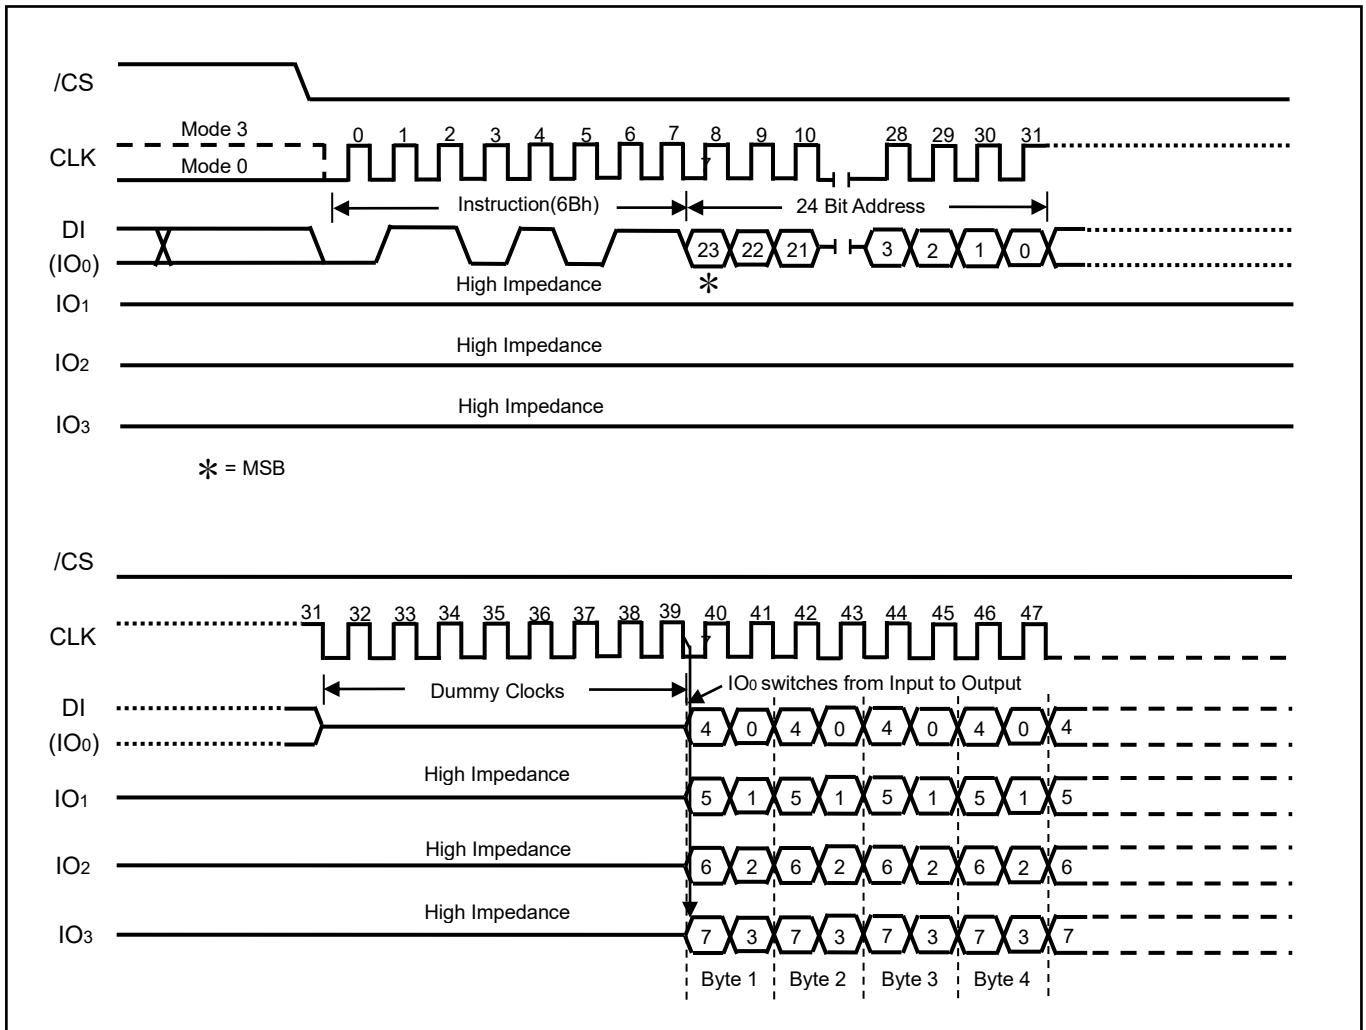 /CS
Mode 3
CLK
Mode 0
0 1 2 3 4 5 6 7 8 9 10 28 29 30 31
7
Instruction(6Bh)
24 Bit Address
DI
(IO0)
23 22 21 3 2 1 0
High Impedance
*
IO1
High Impedance
IO2
High Impedance
IO3
* = MSB
/CS
31 32 33 34 35 36 37 38 39 40 41 42 43 44 45 46 47
CLK
7
Dummy Clocks
IO0 switches from Input to Output
DI
(IO0)
4 0 4 0 4 0 4 0 4
High Impedance
IO1
5 1 5 1 5 1 5 1 5
High Impedance
IO2
6 2 6 2 6 2 6 2 6
High Impedance
IO3
7 3 7 3 7 3 7 3 7
Byte 1 Byte 2 Byte 3 Byte 4